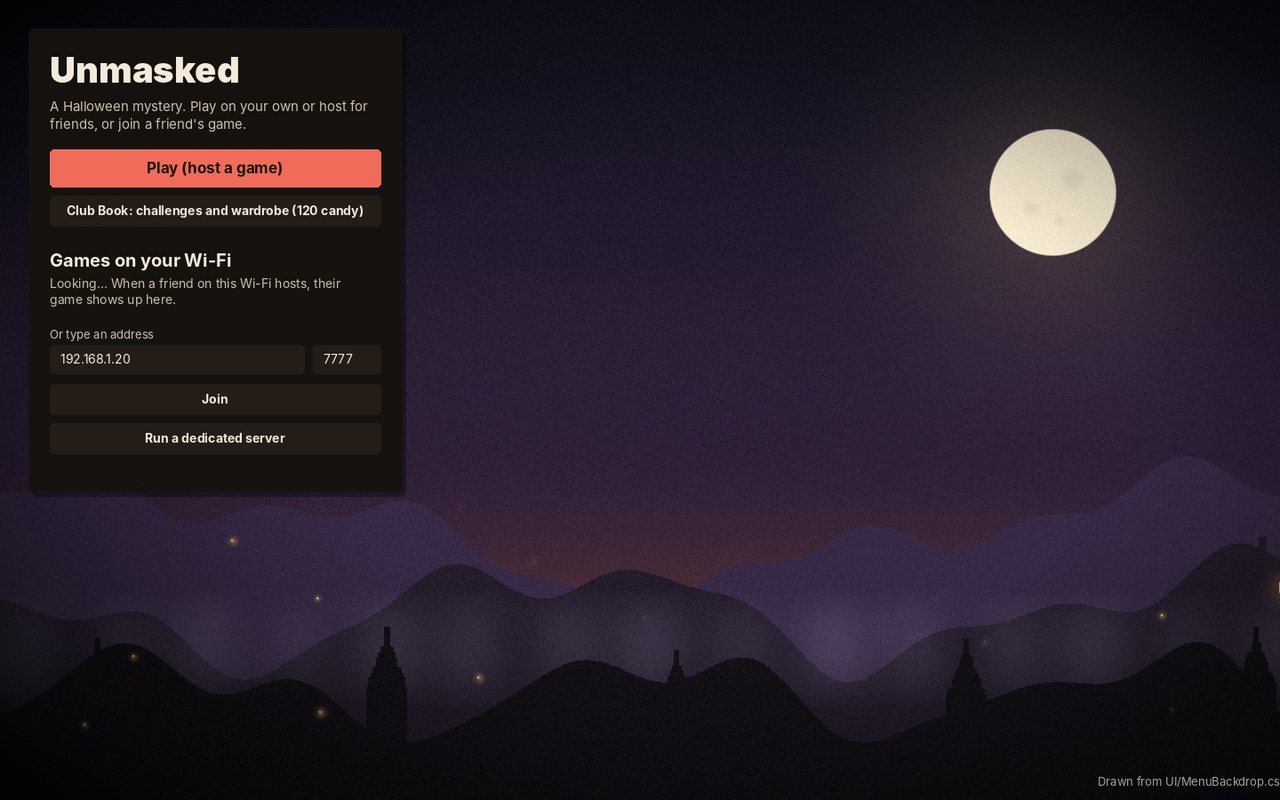 Unmasked
A Halloween mystery. Play on your own or host for
friends, or join a friend's game.
Play (host a game)
Club Book: challenges and wardrobe (120 candy)
Games on your Wi-Fi
Looking... When a friend on this Wi-Fi hosts, their
game shows up here.
Or type an address
192.168.1.20 7777
Join
Run a dedicated server
Drawn from UI/MenuBackdrop.cs